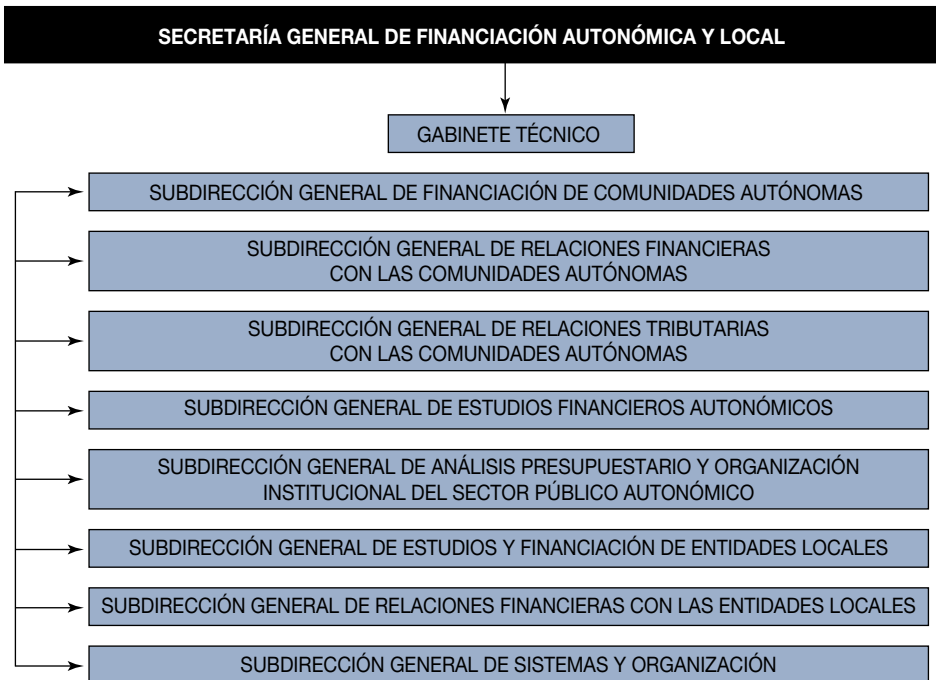 SECRETARÍA GENERAL DE FINANCIACIÓN AUTONÓMICA Y LOCAL
GABINETE TÉCNICO
SUBDIRECCIÓN GENERAL DE FINANCIACIÓN DE COMUNIDADES AUTÓNOMAS
SUBDIRECCIÓN GENERAL DE RELACIONES FINANCIERAS
CON LAS COMUNIDADES AUTÓNOMAS
SUBDIRECCIÓN GENERAL DE RELACIONES TRIBUTARIAS
CON LAS COMUNIDADES AUTÓNOMAS
SUBDIRECCIÓN GENERAL DE ESTUDIOS FINANCIEROS AUTONÓMICOS
SUBDIRECCIÓN GENERAL DE ANÁLISIS PRESUPUESTARIO Y ORGANIZACIÓN
INSTITUCIONAL DEL SECTOR PÚBLICO AUTONÓMICO
SUBDIRECCIÓN GENERAL DE ESTUDIOS Y FINANCIACIÓN DE ENTIDADES LOCALES
SUBDIRECCIÓN GENERAL DE RELACIONES FINANCIERAS CON LAS ENTIDADES LOCALES
SUBDIRECCIÓN GENERAL DE SISTEMAS Y ORGANIZACIÓN